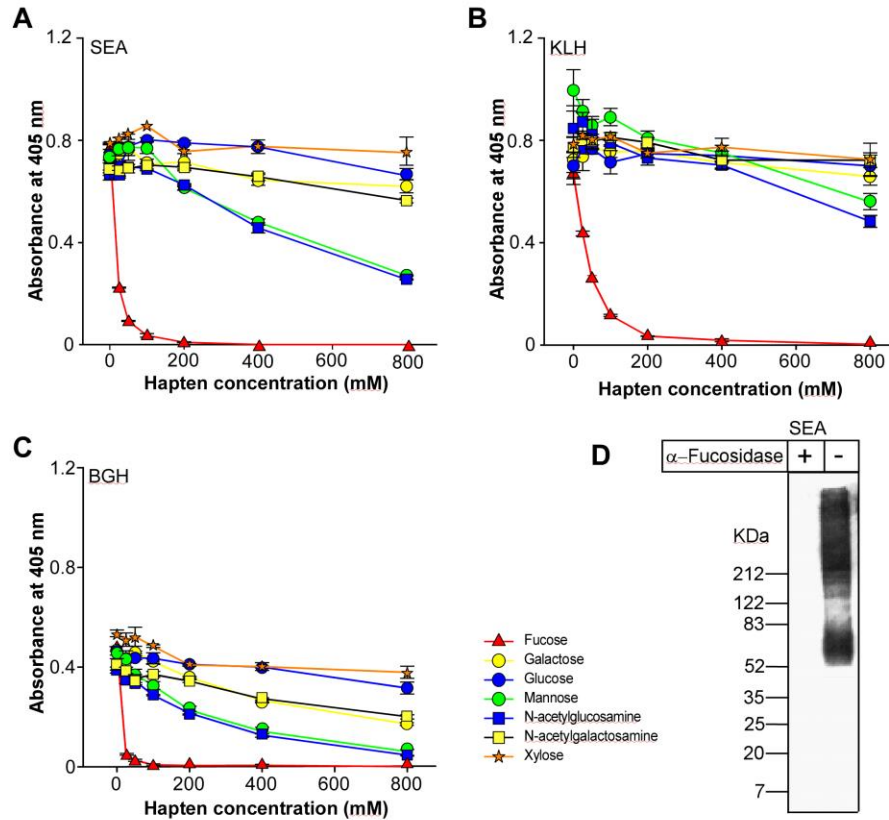 A
SEA
1.2
0.8
0.4
0
Absorbance at 405 nm
0 200 400 600 800
Hapten concentration (mM)
B
KLH
1.2
0.8
0.4
0
Absorbance at 405 nm
0 200 400 600 800
Hapten concentration (mM)
C
BGH
1.2
0.8
0.4
0
Absorbance at 405 nm
0 200 400 600 800
Hapten concentration (mM)
Fucose
Galactose
Glucose
Mannose
N-acetylglucosamine
N-acetylgalactosamine
Xylose
D
SEA
α–Fucosidase + -
KDa
212
122
83
52
35
25
20
7